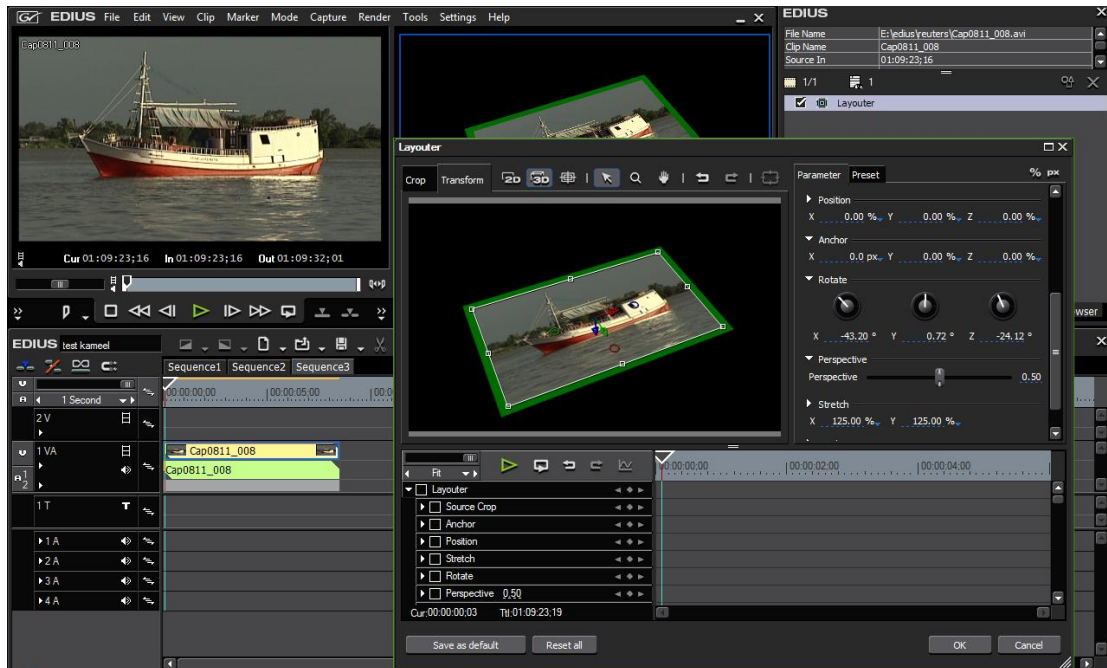 EDIUS File Edit View Clip Marker Mode Capture Render Tools Settings Help
Cap0811_008
Cur 01:09:23;16 In 01:09:23;16 Out 01:09:32;01
EDIUS
File Name E:\edius\reuters\Cap0811_008.avi
Clip Name Cap0811_008
Source In 01:09:23;16
1/1 1
Layouter
Layouter
Crop Transform 2D 3D
Parameter Preset % px
Position
X 0.00 % Y 0.00 % Z 0.00 %
Anchor
X 0.0 px Y 0.00 % Z 0.00 %
Rotate
X -43.20 ° Y 0.72 ° Z -24.12 °
Perspective
Perspective 0.50
Stretch
X 125.00 % Y 125.00 %
wser
EDIUS test kameel
Sequence1 Sequence2 Sequence3
1 Second
00:00:00;00 00:00:05;00 00:0
2 V
1 VA Cap0811_008
Cap0811_008
1 T T
1 A
2 A
3 A
4 A
Fit 00:00:00;00 00:00:02;00 00:00:04;00
Layouter
Source Crop
Anchor
Position
Stretch
Rotate
Perspective 0.50
Cur:00:00:00;03 Ttl:01:09:23;19
Save as default Reset all OK Cancel